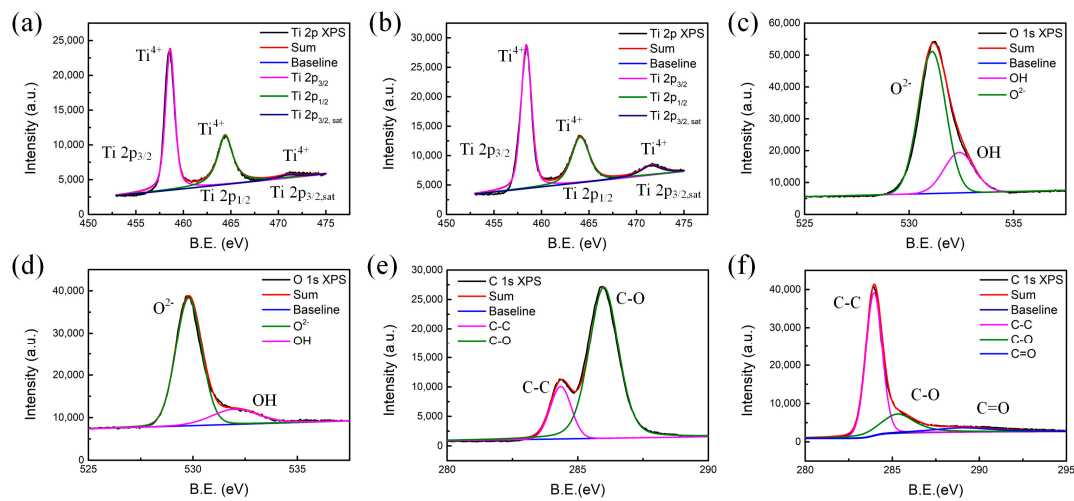 (a)
25,000
20,000
15,000
10,000
5,000
0
Intensity (a.u.)
450 455 460 465 470 475
B.E. (eV)
Ti 2p XPS
Sum
Baseline
Ti 2p3/2
Ti 2p1/2
Ti 2p3/2, sat
Ti4+
Ti4+
Ti4+
Ti 2p3/2
Ti 2p1/2
Ti 2p3/2,sat
(b)
30,000
25,000
20,000
15,000
10,000
5,000
0
Intensity (a.u.)
450 455 460 465 470 475
B.E. (eV)
Ti 2p XPS
Sum
Baseline
Ti 2p3/2
Ti 2p1/2
Ti 2p3/2, sat
Ti4+
Ti4+
Ti4+
Ti 2p3/2
Ti 2p1/2
Ti 2p3/2,sat
(c)
60,000
50,000
40,000
30,000
20,000
10,000
0
Intensity (a.u.)
525 530 535
B.E. (eV)
O 1s XPS
Sum
Baseline
OH
O2-
O2-
OH
(d)
40,000
30,000
20,000
10,000
0
Intensity (a.u.)
525 530 535
B.E. (eV)
O 1s XPS
Sum
Baseline
O2-
OH
O2-
OH
(e)
30,000
25,000
20,000
15,000
10,000
5,000
0
Intensity (a.u.)
280 285 290
B.E. (eV)
C 1s XPS
Sum
Baseline
C-C
C-O
C-O
C-C
(f)
40,000
30,000
20,000
10,000
0
Intensity (a.u.)
280 285 290 295 300
B.E. (eV)
C 1s XPS
Sum
Baseline
C-C
C-O
C=O
C-C
C-O
C=O